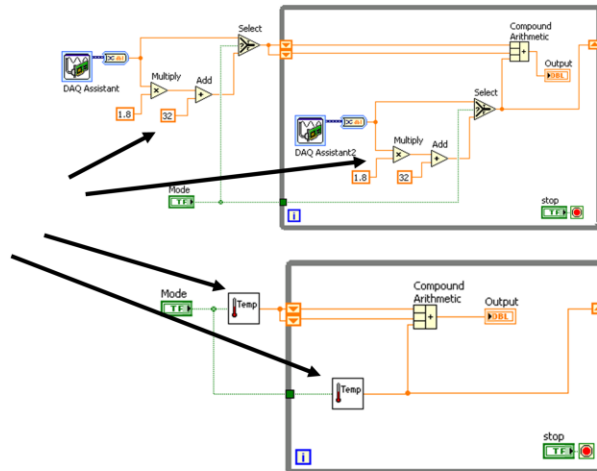 Select
Compound
Arithmetic
DAQ Assistant
Multiply
Add
Output
DBL
1.8
32
Select
DAQ Assistant2
Multiply
Add
1.8
32
Mode
TF
stop
i
TF
Mode
TF
Temp
Compound
Arithmetic
Output
DBL
Temp
stop
i
TF